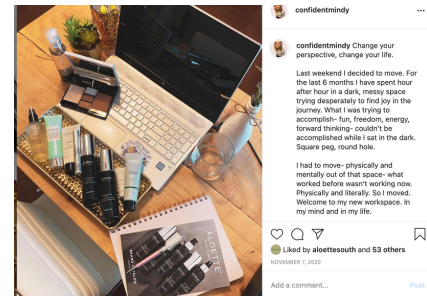 confidentmindy
confidentmindy Change your
perspective, change your life.
Last weekend I decided to move. For
the last 6 months I have spent hour
after hour in a dark, messy space
trying desperately to find joy in the
journey. What I was trying to
accomplish- fun, freedom, energy,
forward thinking- couldn't be
accomplished while I sat in the dark.
Square peg, round hole.
I had to move- physically and
mentally out of that space- what
worked before wasn't working now.
Physically and literally. So I moved.
Welcome to my new workspace. In
my mind and in my life.
Liked by aloettesouth and 53 others
NOVEMBER 7, 2020
Add a comment...
Post
ALOETTE